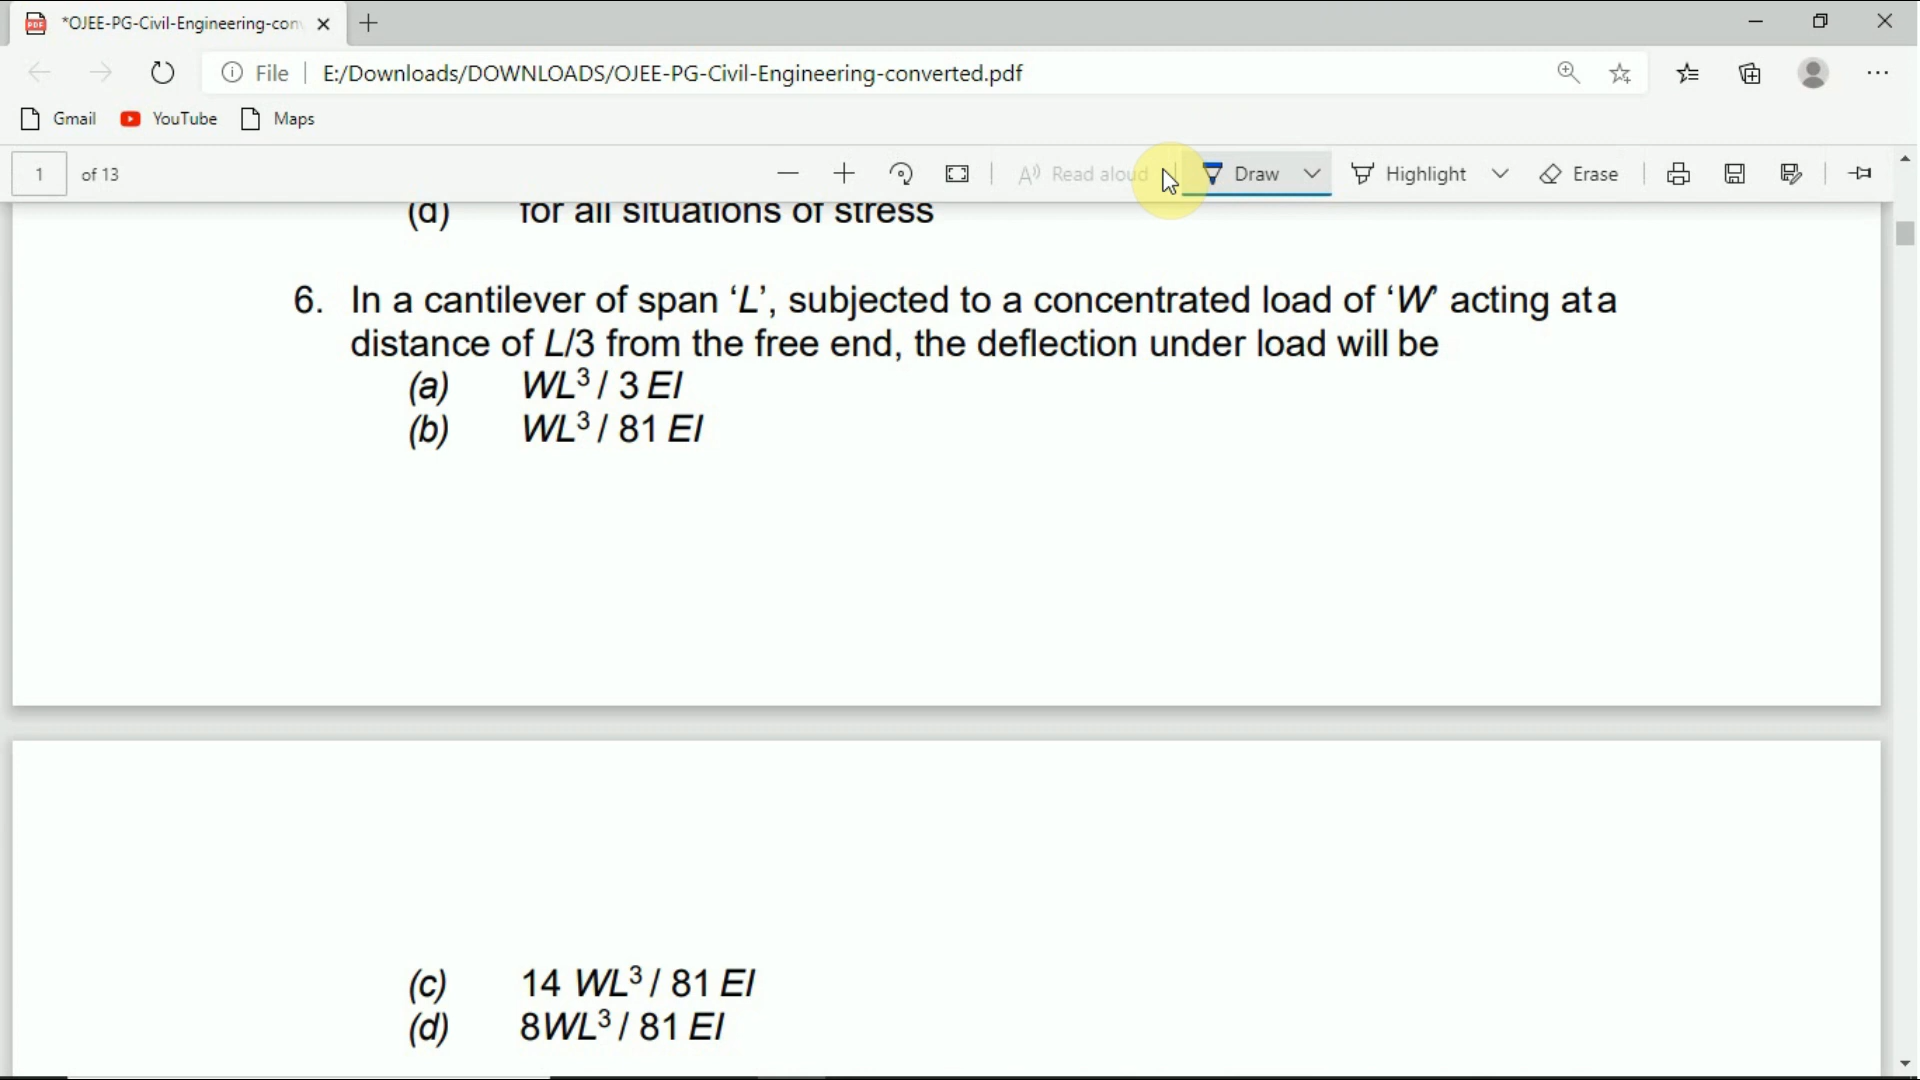 *OJEE-PG-Civil-Engineering-con
File
E:/Downloads/DOWNLOADS/OJEE-PG-Civil-Engineering-converted.pdf
Gmail YouTube Maps
1 of 13
Read aloud Draw Highlight Erase
(d) for all situations of stress
6. In a cantilever of span ‘L’, subjected to a concentrated load of ‘W’ acting at a
distance of L/3 from the free end, the deflection under load will be
(a) WL³ / 3 EI
(b) WL³ / 81 EI
(c) 14 WL³ / 81 EI
(d) 8WL³ / 81 EI